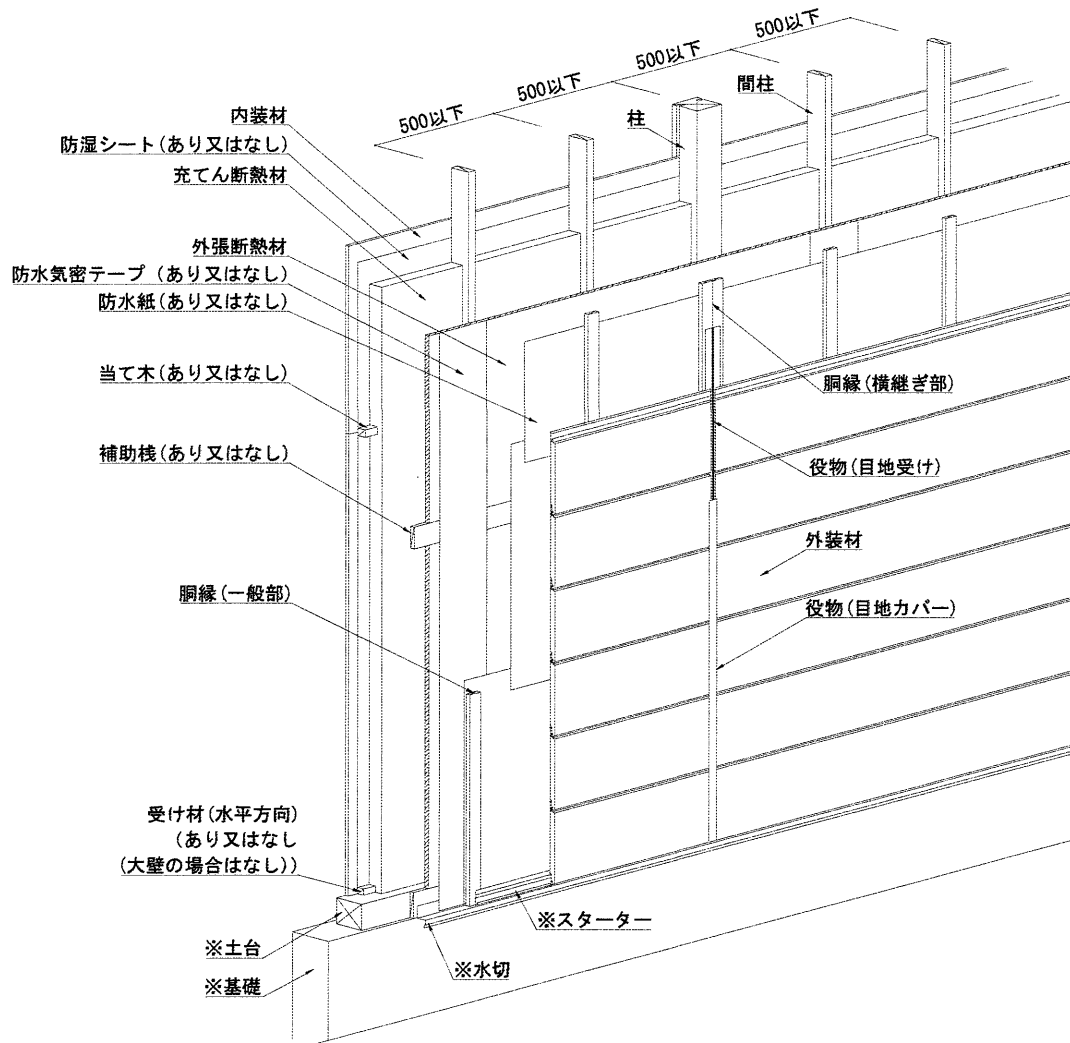 500以下
500以下
500以下
500以下
内装材
防湿シート(あり又はなし)
充てん断熱材
外張断熱材
防水気密テープ (あり又はなし)
防水紙(あり又はなし)
当て木(あり又はなし)
補助桟(あり又はなし)
胴縁(一般部)
受け材(水平方向)
(あり又はなし
(大壁の場合はなし))
※土台
※基礎
柱
間柱
胴縁(横継ぎ部)
役物(目地受け)
外装材
役物(目地カバー)
※スターター
※水切